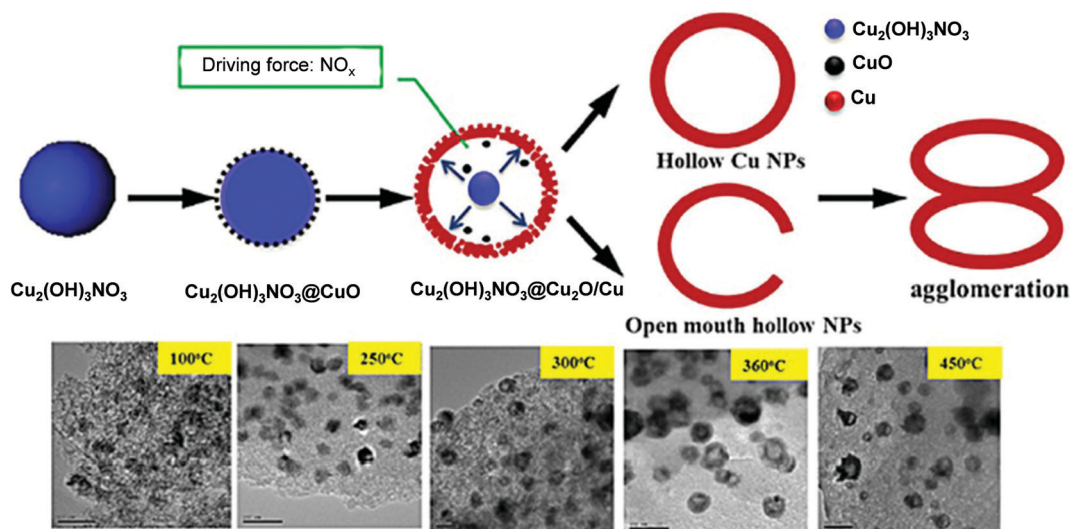 Driving force: NOₓ
Cu₂(OH)₃NO₃
CuO
Cu
Hollow Cu NPs
Cu₂(OH)₃NO₃
Cu₂(OH)₃NO₃@CuO
Cu₂(OH)₃NO₃@Cu₂O/Cu
Open mouth hollow NPs
agglomeration
100°C
250°C
300°C
360°C
450°C